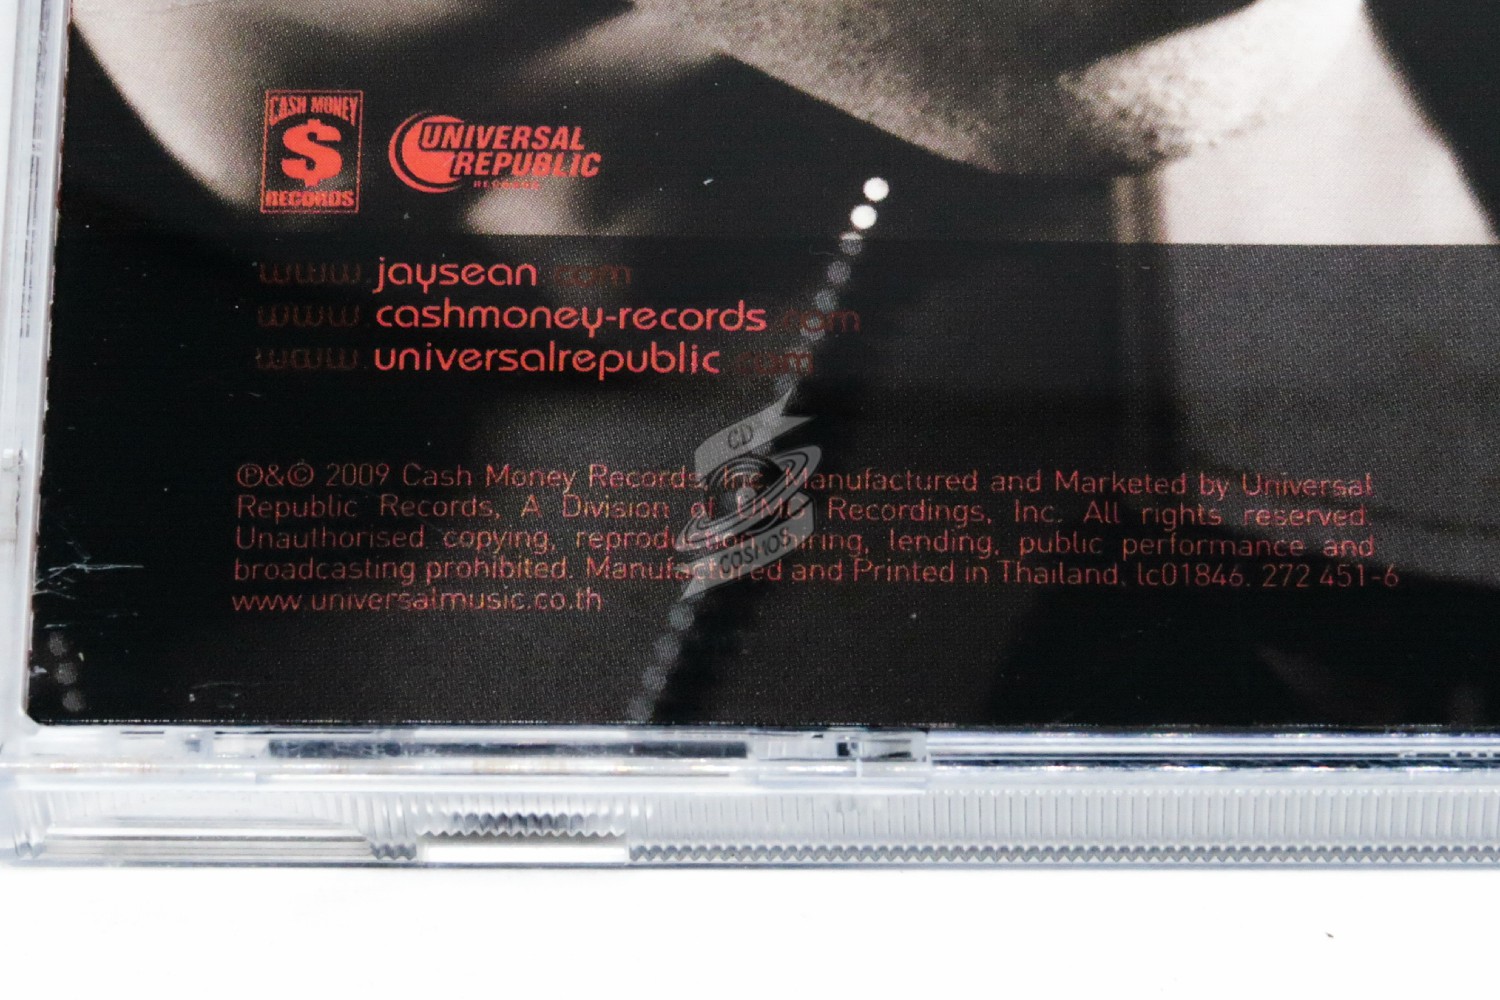 CASH MONEY
$
RECORDS
UNIVERSAL
REPUBLIC
RECORDS
www.jaysean.com
www.cashmoney-records.com
www.universalrepublic.com
℗&© 2009 Cash Money Records, Inc. Manufactured and Marketed by Universal
Republic Records, A Division of UMG Recordings, Inc. All rights reserved.
Unauthorised copying, reproduction, hiring, lending, public performance and
broadcasting prohibited. Manufactured and Printed in Thailand. lc01846. 272 451-6
www.universalmusic.co.th
CD
COSMOS